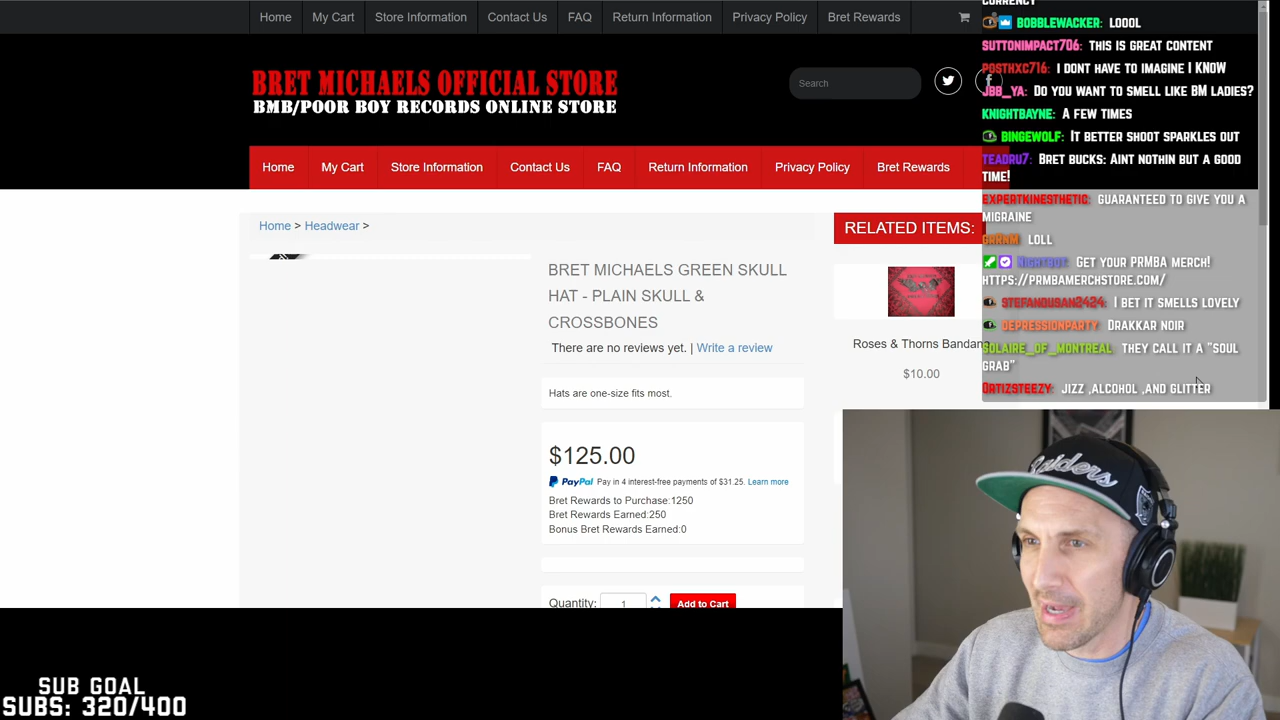 Home
My Cart
Store Information
Contact Us
FAQ
Return Information
Privacy Policy
Bret Rewards
BRET MICHAELS OFFICIAL STORE
BMB/POOR BOY RECORDS ONLINE STORE
Search
Home
My Cart
Store Information
Contact Us
FAQ
Return Information
Privacy Policy
Bret Rewards
Home > Headwear >
BRET MICHAELS GREEN SKULL
HAT - PLAIN SKULL &
CROSSBONES
There are no reviews yet. | Write a review
Hats are one-size fits most.
$125.00
PayPal Pay in 4 interest-free payments of $31.25. Learn more
Bret Rewards to Purchase:1250
Bret Rewards Earned:250
Bonus Bret Rewards Earned:0
Quantity: 1 Add to Cart
RELATED ITEMS:
Roses & Thorns Bandana
$10.00
CURRENCY
BOBBLEWACKER: LOOOL
SUTTONIMPACT706: THIS IS GREAT CONTENT
POSTHXC716: I DONT HAVE TO IMAGINE I KNOW
JBB_YA: DO YOU WANT TO SMELL LIKE BM LADIES?
KNIGHTBAYNE: A FEW TIMES
BINGEWOLF: IT BETTER SHOOT SPARKLES OUT
TEADRU7: BRET BUCKS: AINT NOTHIN BUT A GOOD
TIME!
EXPERTKINESTHETIC: GUARANTEED TO GIVE YOU A
MIGRAINE
LOLL
NIGHTBOT: GET YOUR PRMBA MERCH!
HTTPS://PRMBAMERCHSTORE.COM/
STEFANOUSAN2424: I BET IT SMELLS LOVELY
DEPRESSIONPARTY: DRAKKAR NOIR
SOLAIRE_OF_MONTREAL: THEY CALL IT A "SOUL
GRAB"
ORTIZSTEEZY: JIZZ ,ALCOHOL ,AND GLITTER
Raiders
SUB GOAL
SUBS: 320/400